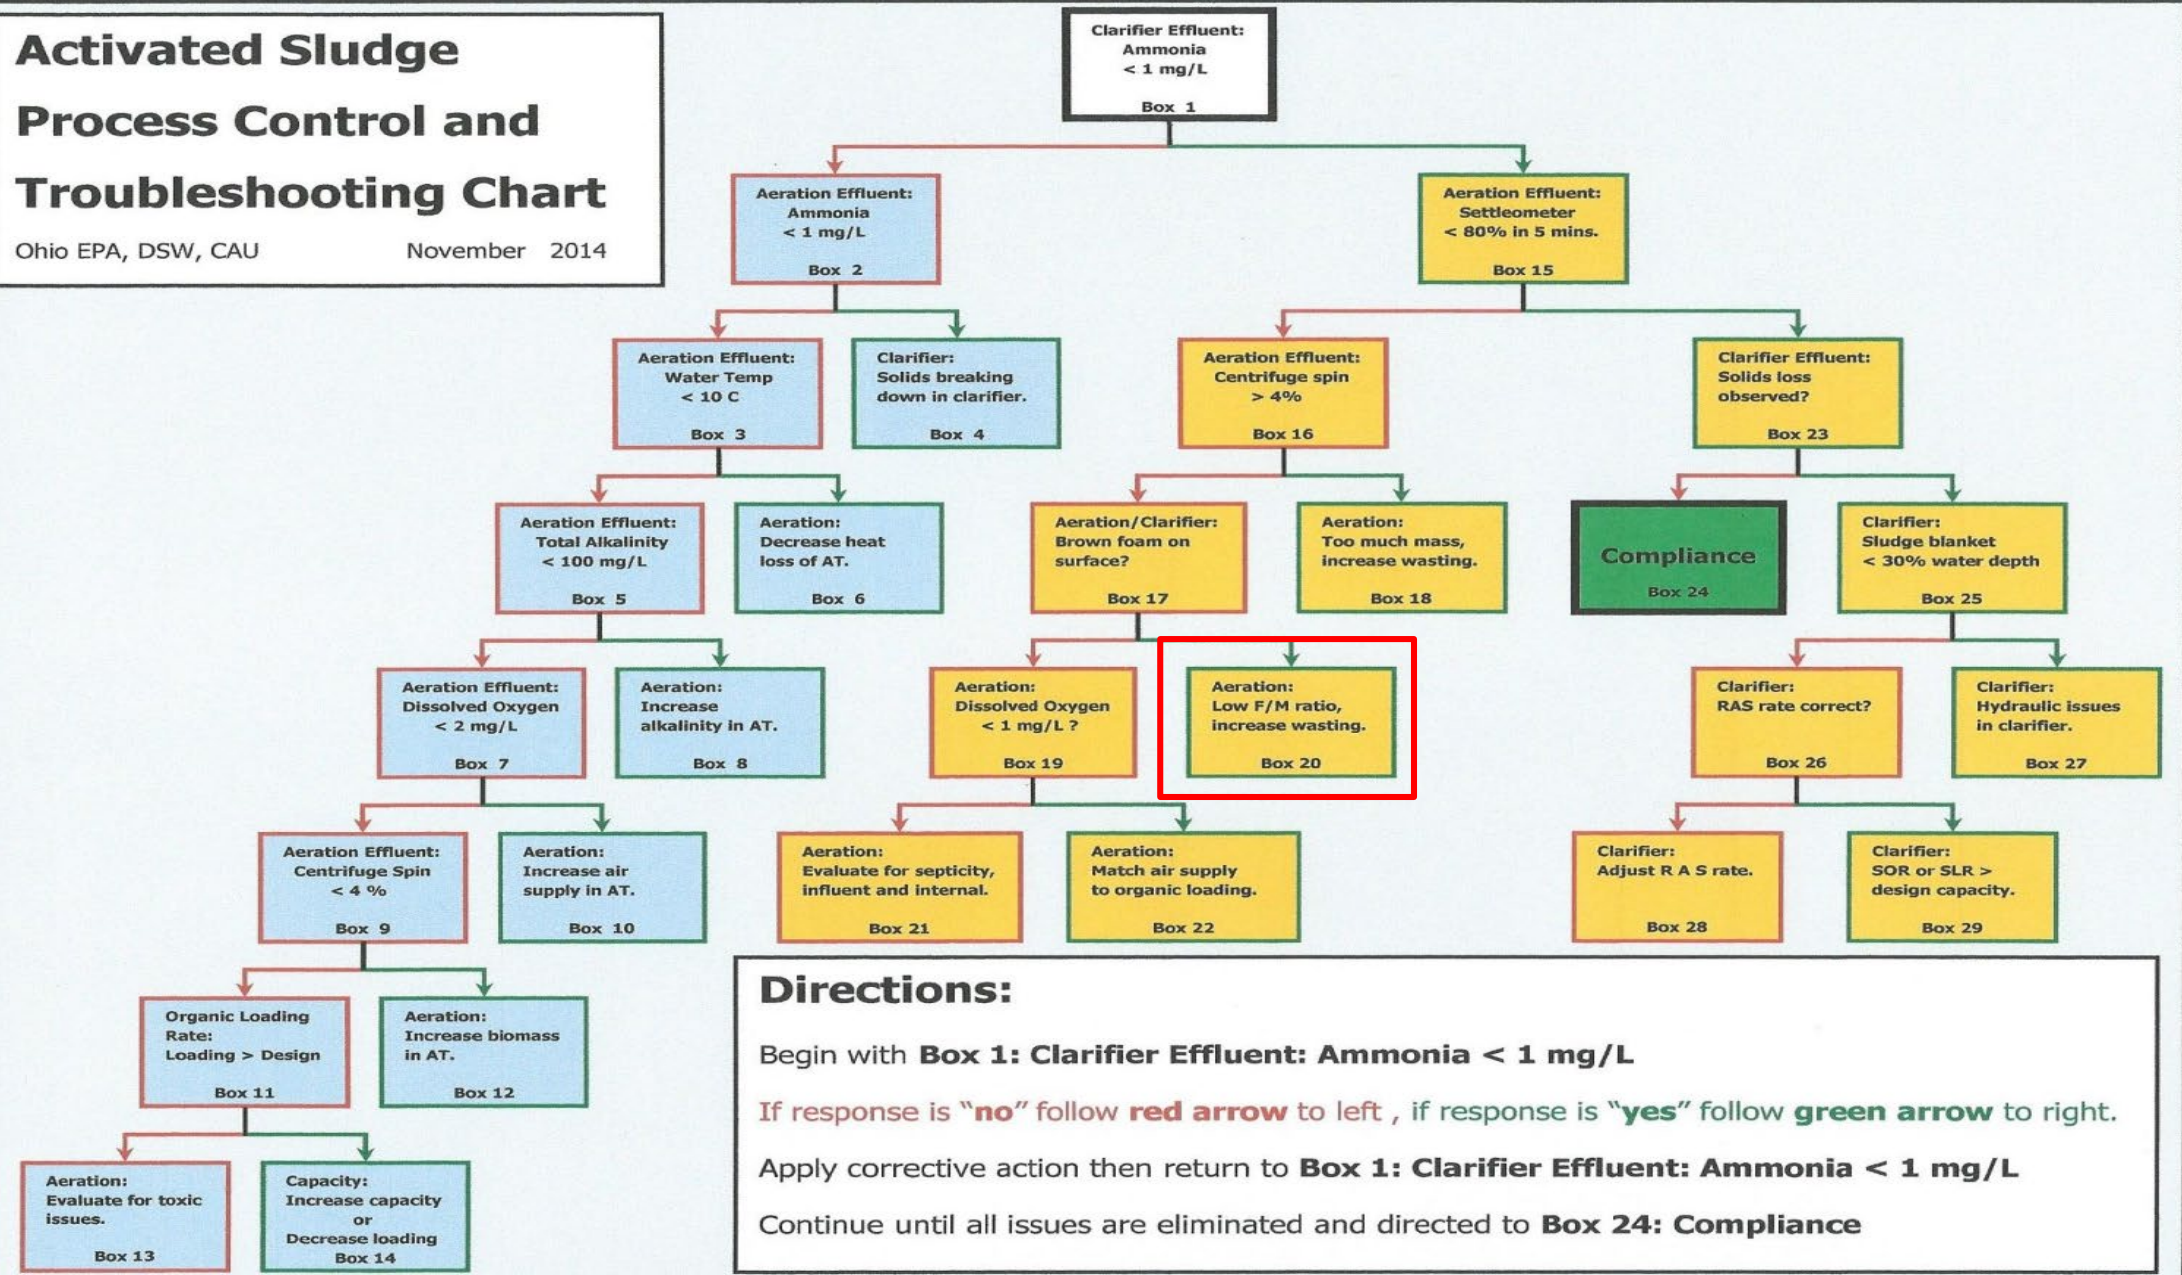 Activated Sludge
Process Control and
Troubleshooting Chart
Ohio EPA, DSW, CAU November 2014
Clarifier Effluent:
Ammonia
< 1 mg/L
Box 1
Aeration Effluent:
Ammonia
< 1 mg/L
Box 2
Aeration Effluent:
Settleometer
< 80% in 5 mins.
Box 15
Aeration Effluent:
Water Temp
< 10 C
Box 3
Clarifier:
Solids breaking
down in clarifier.
Box 4
Aeration Effluent:
Centrifuge spin
> 4%
Box 16
Clarifier Effluent:
Solids loss
observed?
Box 23
Aeration Effluent:
Total Alkalinity
< 100 mg/L
Box 5
Aeration:
Decrease heat
loss of AT.
Box 6
Aeration/Clarifier:
Brown foam on
surface?
Box 17
Aeration:
Too much mass,
increase wasting.
Box 18
Compliance
Box 24
Clarifier:
Sludge blanket
< 30% water depth
Box 25
Aeration Effluent:
Dissolved Oxygen
< 2 mg/L
Box 7
Aeration:
Increase
alkalinity in AT.
Box 8
Aeration:
Dissolved Oxygen
< 1 mg/L ?
Box 19
Aeration:
Low F/M ratio,
increase wasting.
Box 20
Clarifier:
RAS rate correct?
Box 26
Clarifier:
Hydraulic issues
in clarifier.
Box 27
Aeration Effluent:
Centrifuge Spin
< 4 %
Box 9
Aeration:
Increase air
supply in AT.
Box 10
Aeration:
Evaluate for septicity,
influent and internal.
Box 21
Aeration:
Match air supply
to organic loading.
Box 22
Clarifier:
Adjust R A S rate.
Box 28
Clarifier:
SOR or SLR >
design capacity.
Box 29
Organic Loading
Rate:
Loading > Design
Box 11
Aeration:
Increase biomass
in AT.
Box 12
Aeration:
Evaluate for toxic
issues.
Box 13
Capacity:
Increase capacity
or
Decrease loading
Box 14
Directions:
Begin with Box 1: Clarifier Effluent: Ammonia < 1 mg/L
If response is "no" follow red arrow to left , if response is "yes" follow green arrow to right.
Apply corrective action then return to Box 1: Clarifier Effluent: Ammonia < 1 mg/L
Continue until all issues are eliminated and directed to Box 24: Compliance